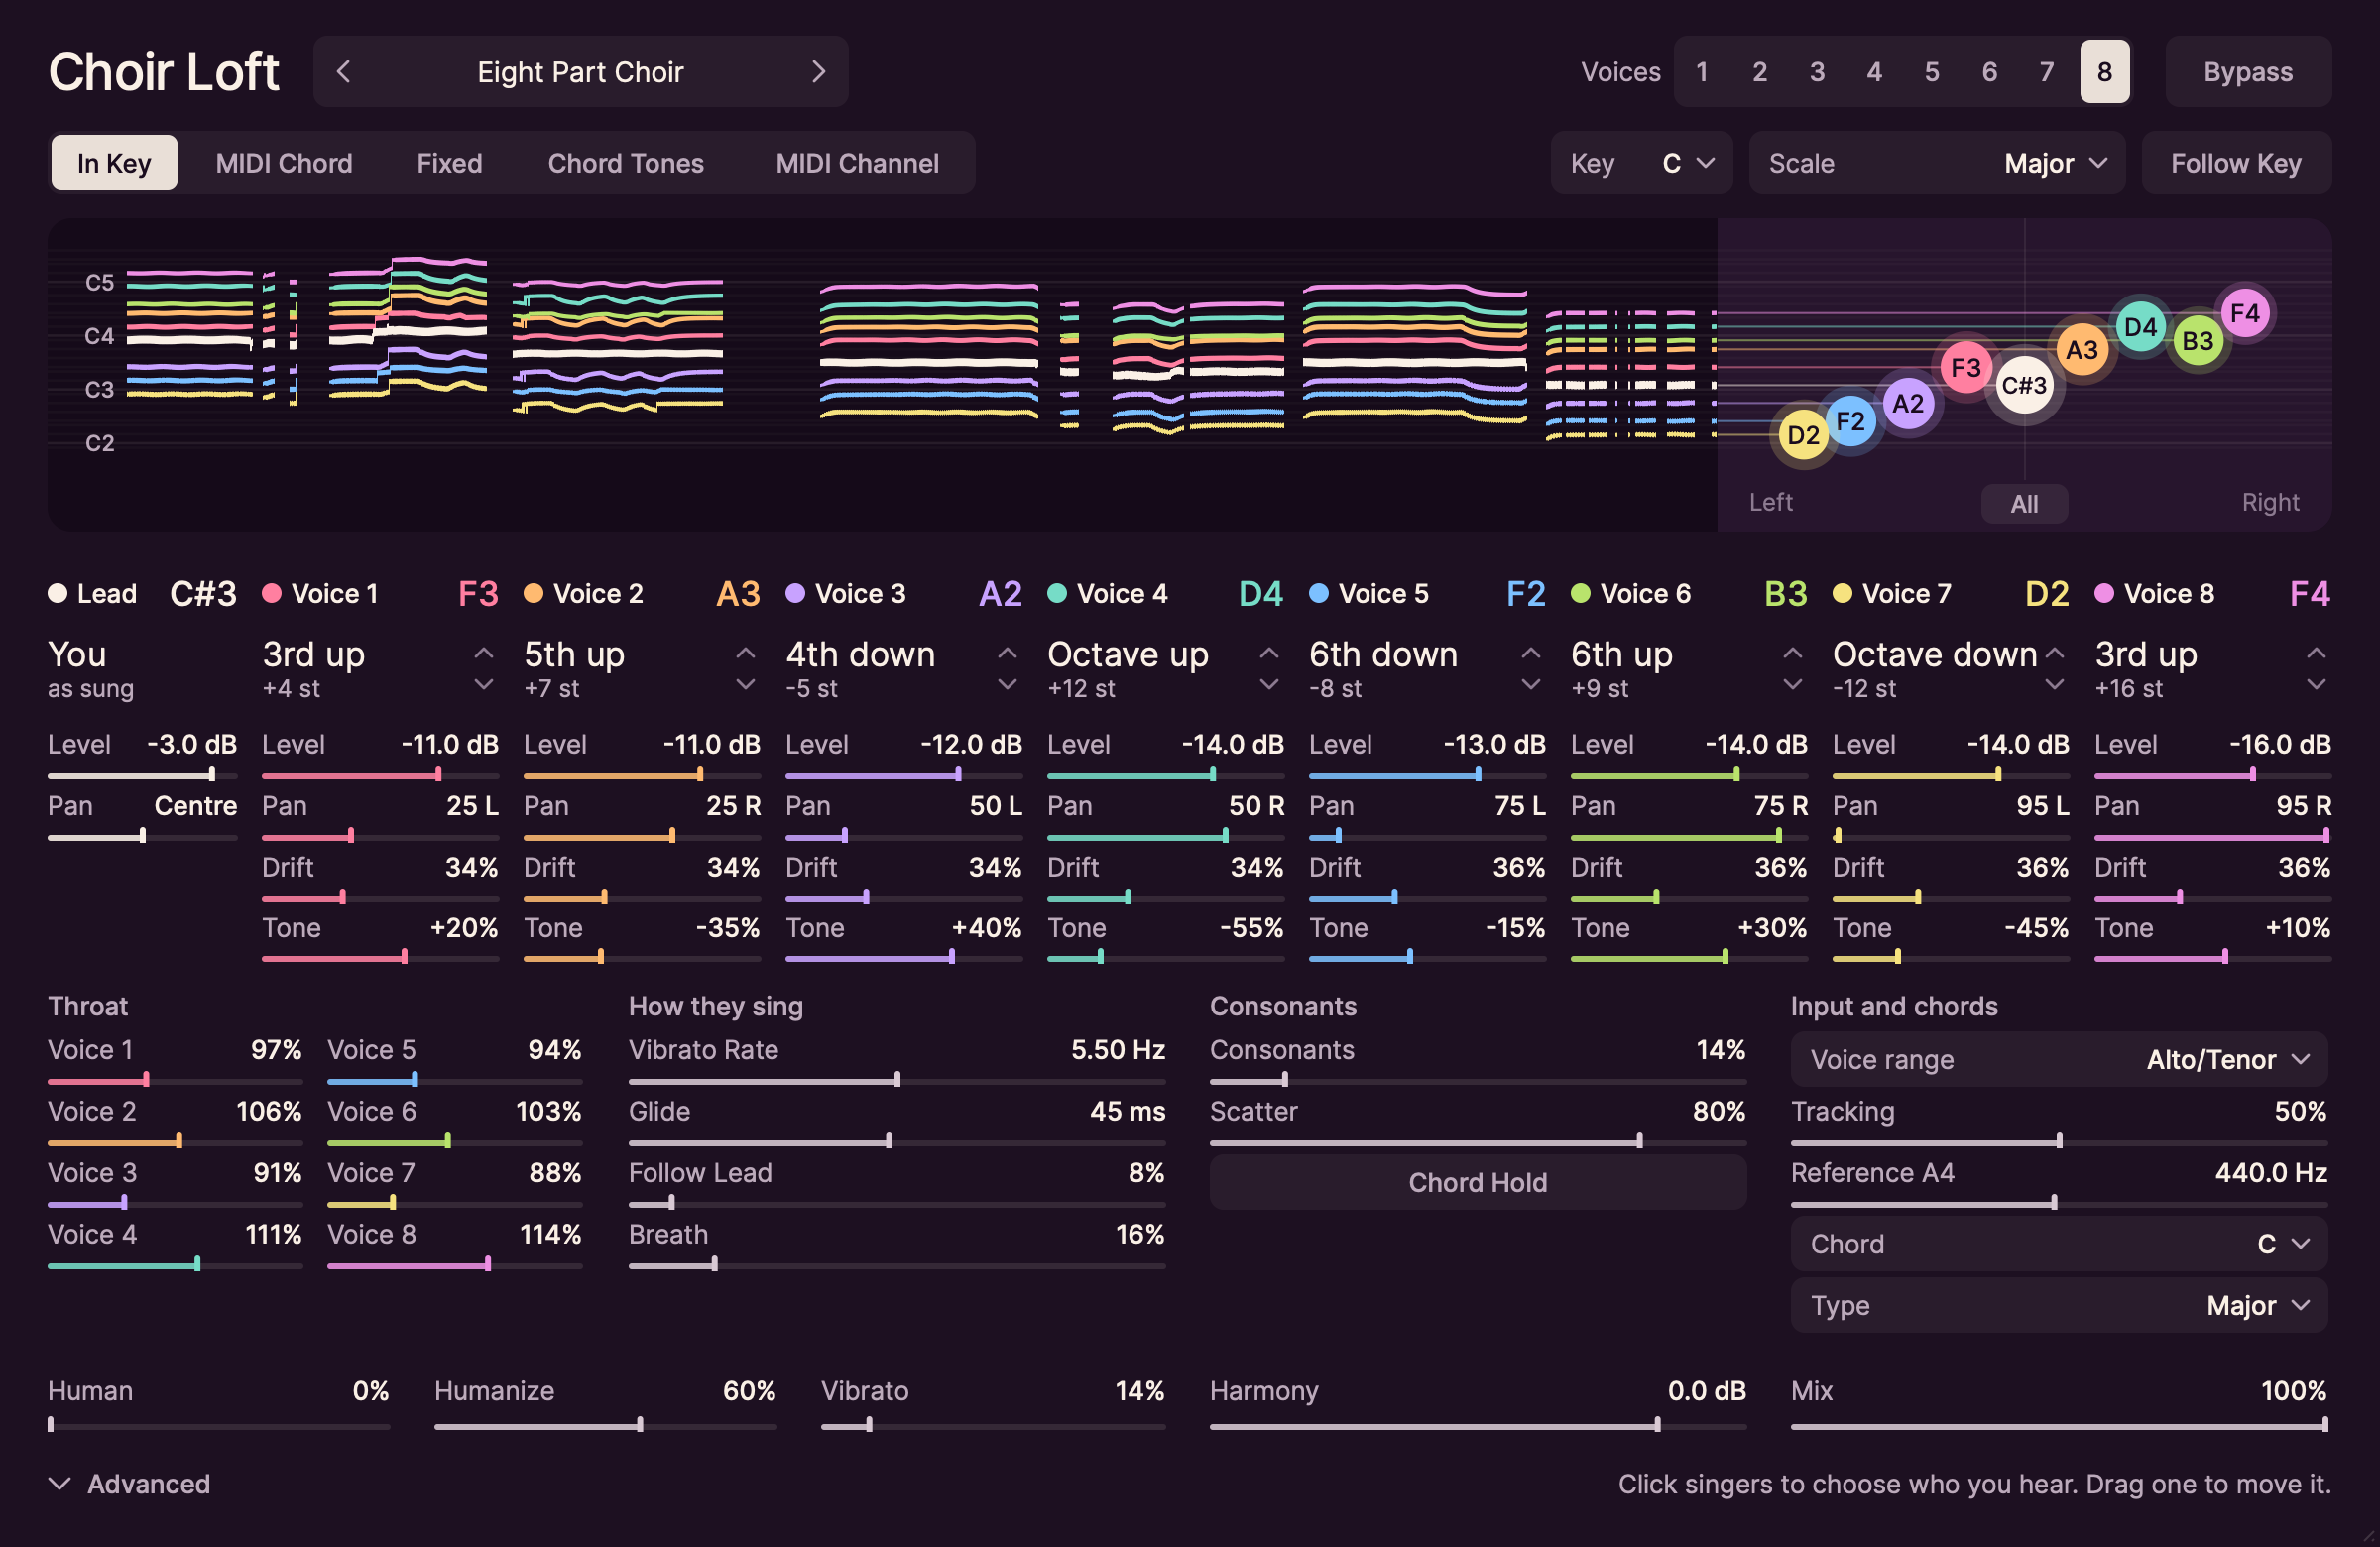 Choir Loft
Eight Part Choir
Voices 1 2 3 4 5 6 7 8
Bypass
In Key MIDI Chord Fixed Chord Tones MIDI Channel
Key C
Scale Major
Follow Key
C5
C4
C3
C2
D2 F2 A2 F3 C#3 A3 D4 B3 F4
Left All Right
Lead C#3 Voice 1 F3 Voice 2 A3 Voice 3 A2 Voice 4 D4 Voice 5 F2 Voice 6 B3 Voice 7 D2 Voice 8 F4
You 3rd up 5th up 4th down Octave up 6th down 6th up Octave down 3rd up
as sung +4 st +7 st -5 st +12 st -8 st +9 st -12 st +16 st
Level -3.0 dB Level -11.0 dB Level -11.0 dB Level -12.0 dB Level -14.0 dB Level -13.0 dB Level -14.0 dB Level -14.0 dB Level -16.0 dB
Pan Centre Pan 25 L Pan 25 R Pan 50 L Pan 50 R Pan 75 L Pan 75 R Pan 95 L Pan 95 R
Drift 34% Drift 34% Drift 34% Drift 34% Drift 36% Drift 36% Drift 36% Drift 36%
Tone +20% Tone -35% Tone +40% Tone -55% Tone -15% Tone +30% Tone -45% Tone +10%
Throat
Voice 1 97% Voice 5 94%
Voice 2 106% Voice 6 103%
Voice 3 91% Voice 7 88%
Voice 4 111% Voice 8 114%
How they sing
Vibrato Rate 5.50 Hz
Glide 45 ms
Follow Lead 8%
Breath 16%
Consonants
Consonants 14%
Scatter 80%
Chord Hold
Input and chords
Voice range Alto/Tenor
Tracking 50%
Reference A4 440.0 Hz
Chord C
Type Major
Human 0% Humanize 60% Vibrato 14% Harmony 0.0 dB Mix 100%
Advanced
Click singers to choose who you hear. Drag one to move it.